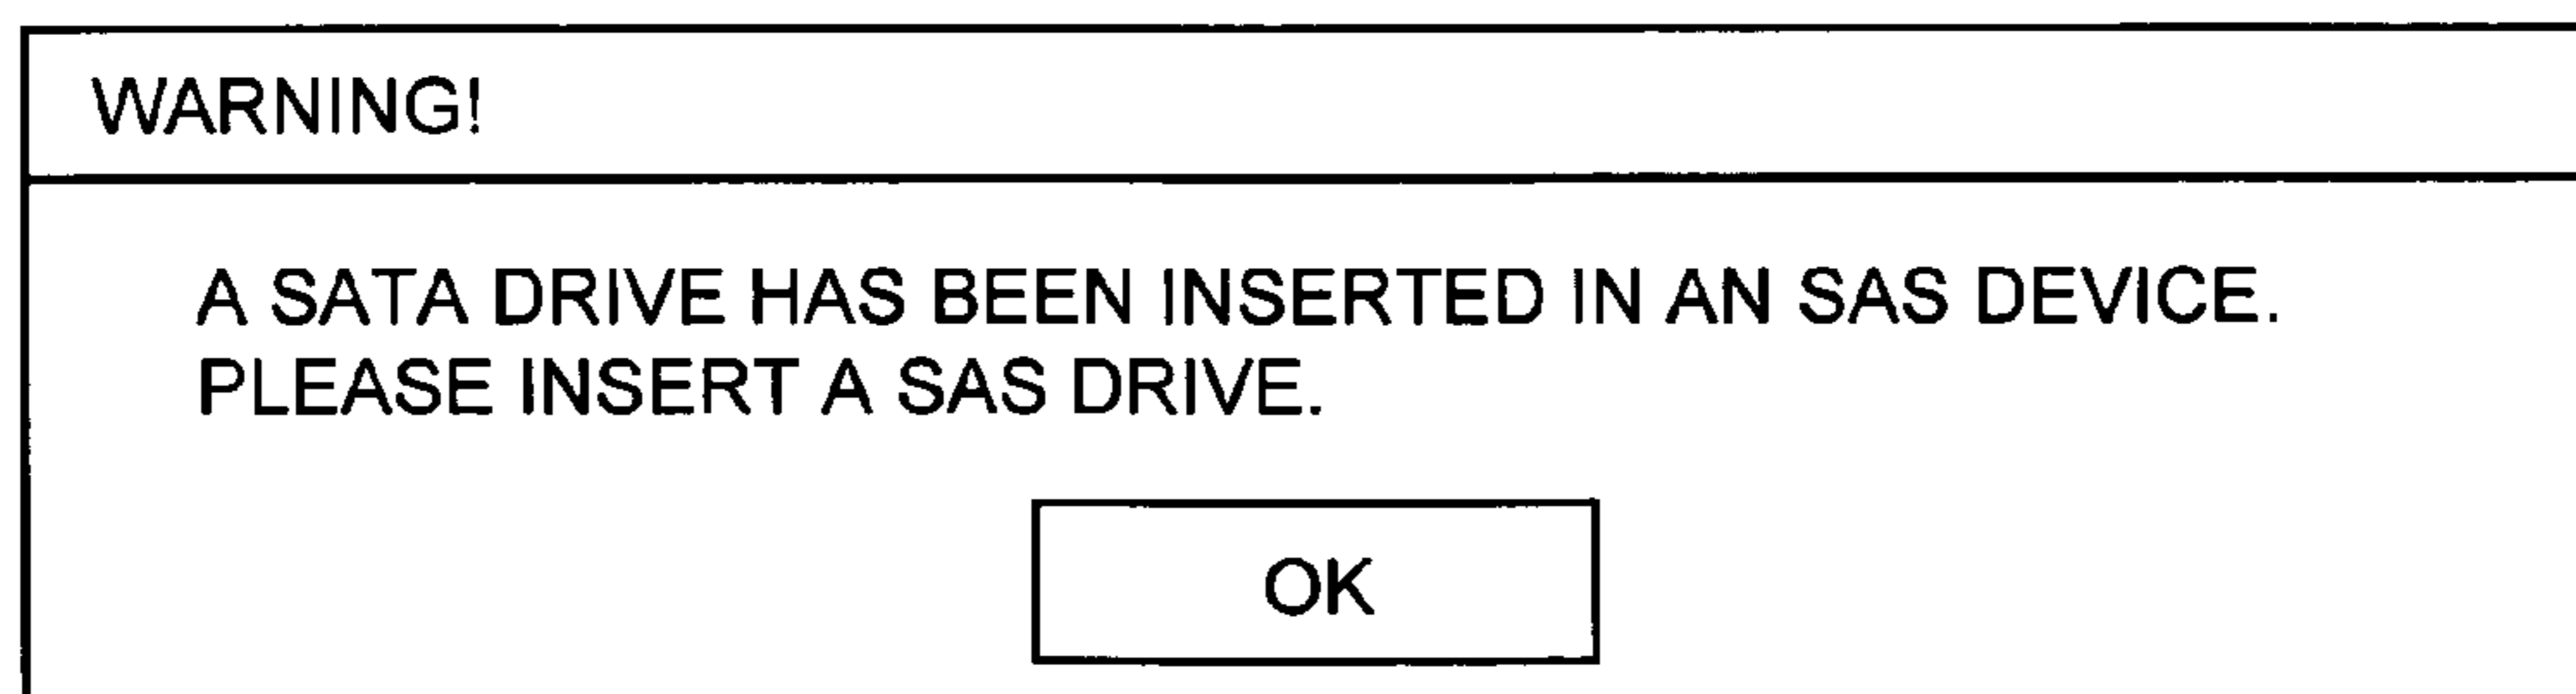 WARNING!
A SATA DRIVE HAS BEEN INSERTED IN AN SAS DEVICE.
PLEASE INSERT A SAS DRIVE.
OK